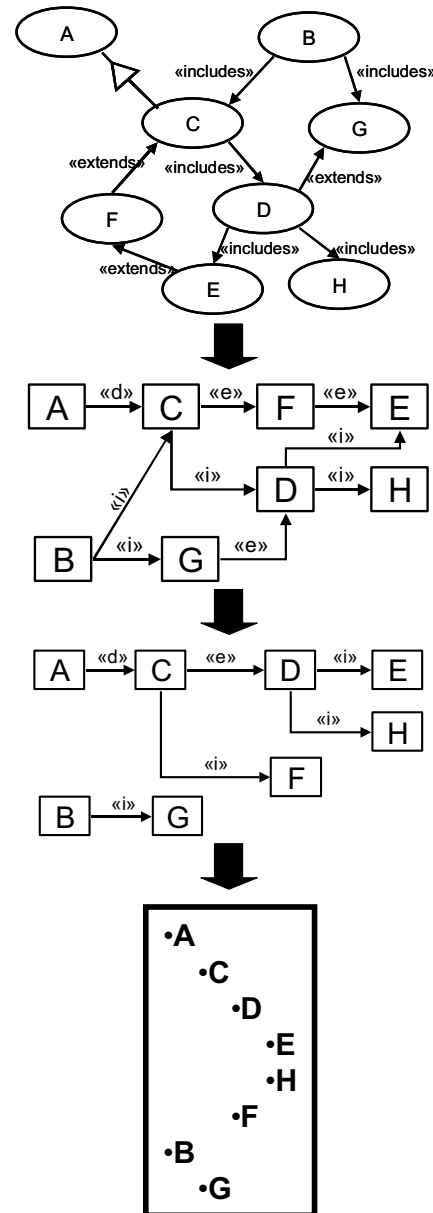 A
B
«includes»
«includes»
C
G
«extends»
«includes»
«extends»
F
D
«includes»
«includes»
«extends»
E
H
«d» «e» «e»
A C F E
«i»
«i» «i» «i»
D H
«i» «e»
B G
«d» «e» «i»
A C D E
«i»
H
«i»
F
«i»
B G
•A
•C
•D
•E
•H
•F
•B
•G